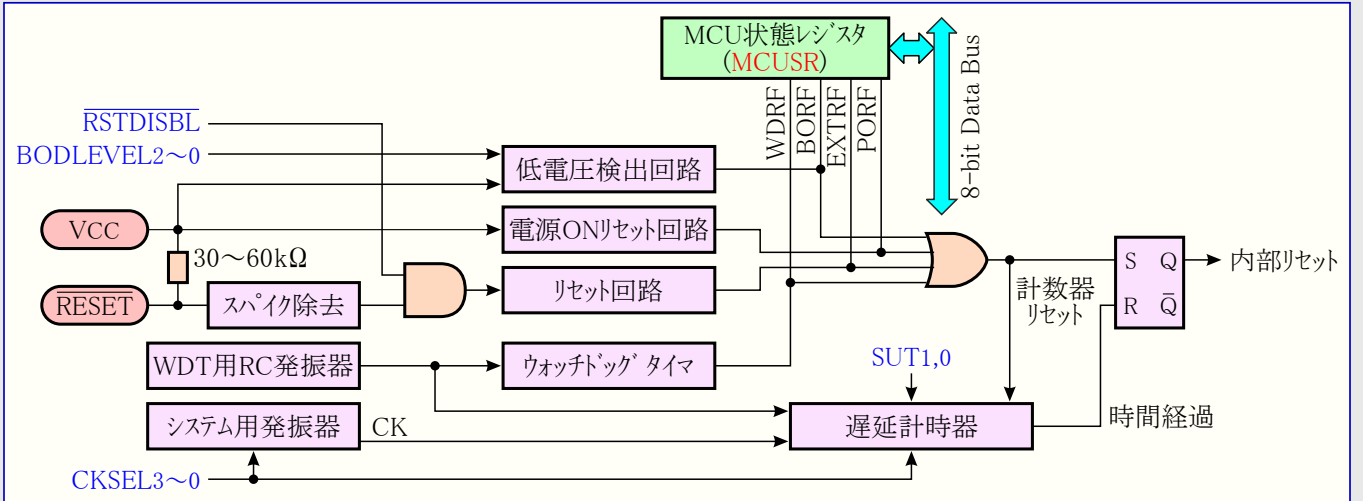 MCU状態レジスタ
(MCUSR)
8-bit Data Bus
WDRF
BORF
EXTRF
PORF
RSTDISBL
BODLEVEL2～0
低電圧検出回路
VCC
電源ONリセット回路
30～60kΩ
RESET
スパイク除去
リセット回路
S Q
R Q̅
内部リセット
計数器
リセット
WDT用RC発振器
ウォッチドッグ タイマ
SUT1,0
システム用発振器
CK
遅延計時器
時間経過
CKSEL3～0